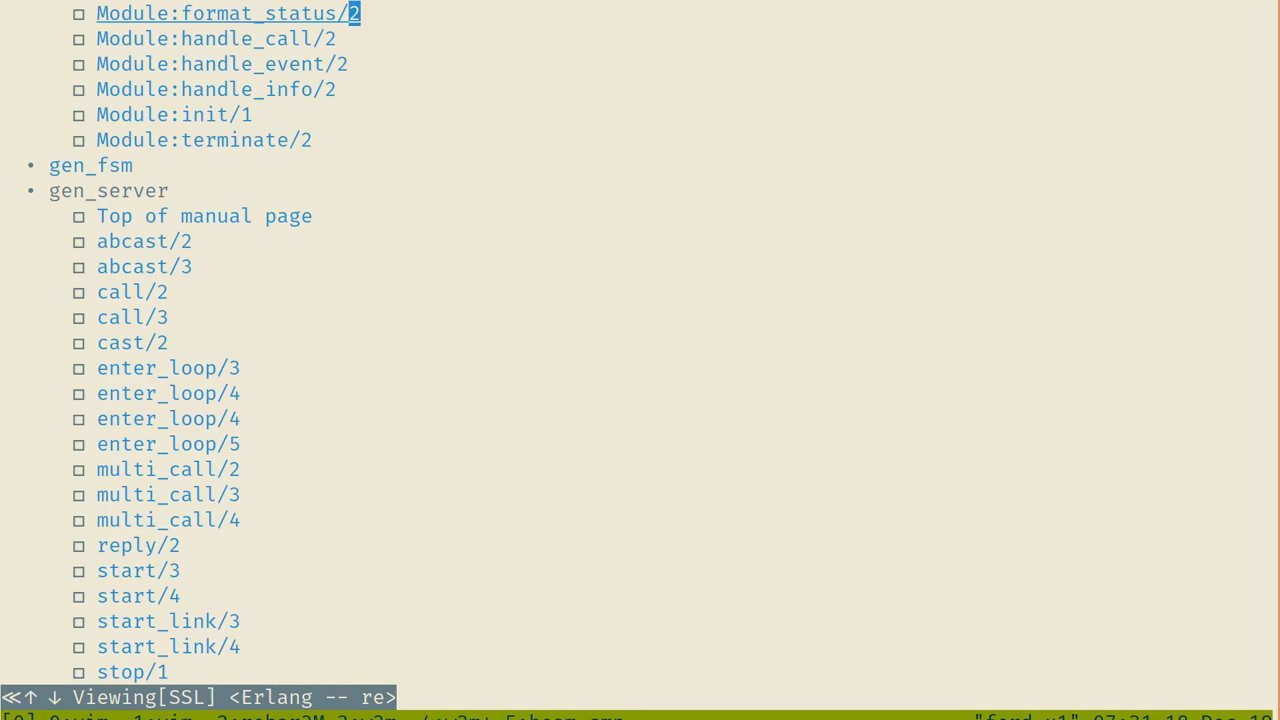 □ Module:format_status/2
□ Module:handle_call/2
□ Module:handle_event/2
□ Module:handle_info/2
□ Module:init/1
□ Module:terminate/2
• gen_fsm
• gen_server
□ Top of manual page
□ abcast/2
□ abcast/3
□ call/2
□ call/3
□ cast/2
□ enter_loop/3
□ enter_loop/4
□ enter_loop/4
□ enter_loop/5
□ multi_call/2
□ multi_call/3
□ multi_call/4
□ reply/2
□ start/3
□ start/4
□ start_link/3
□ start_link/4
□ stop/1
≪↑ ↓ Viewing[SSL] <Erlang -- re>